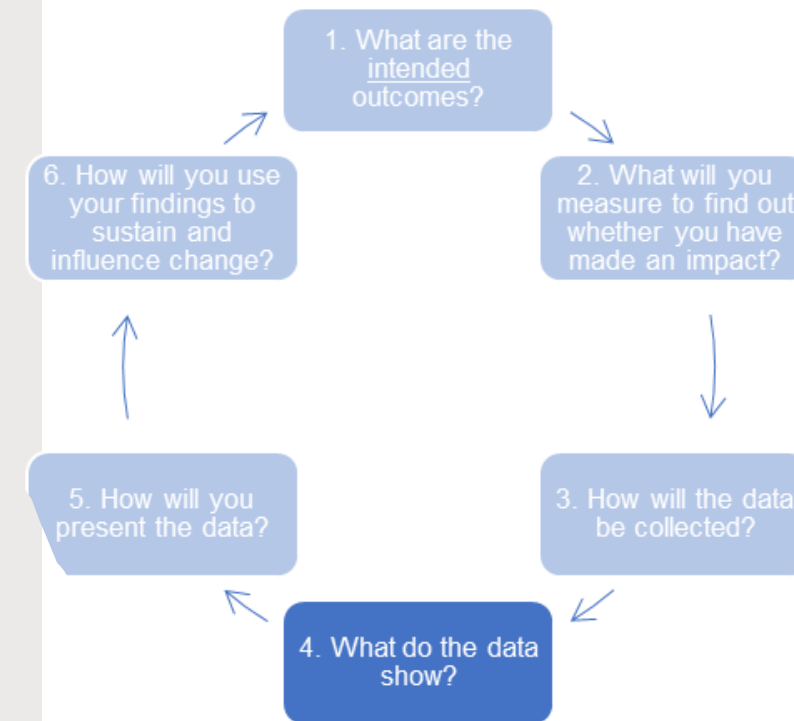 1. What are the
intended
outcomes?
2. What will you
measure to find out
whether you have
made an impact?
3. How will the data
be collected?
4. What do the data
show?
5. How will you
present the data?
6. How will you use
your findings to
sustain and
influence change?